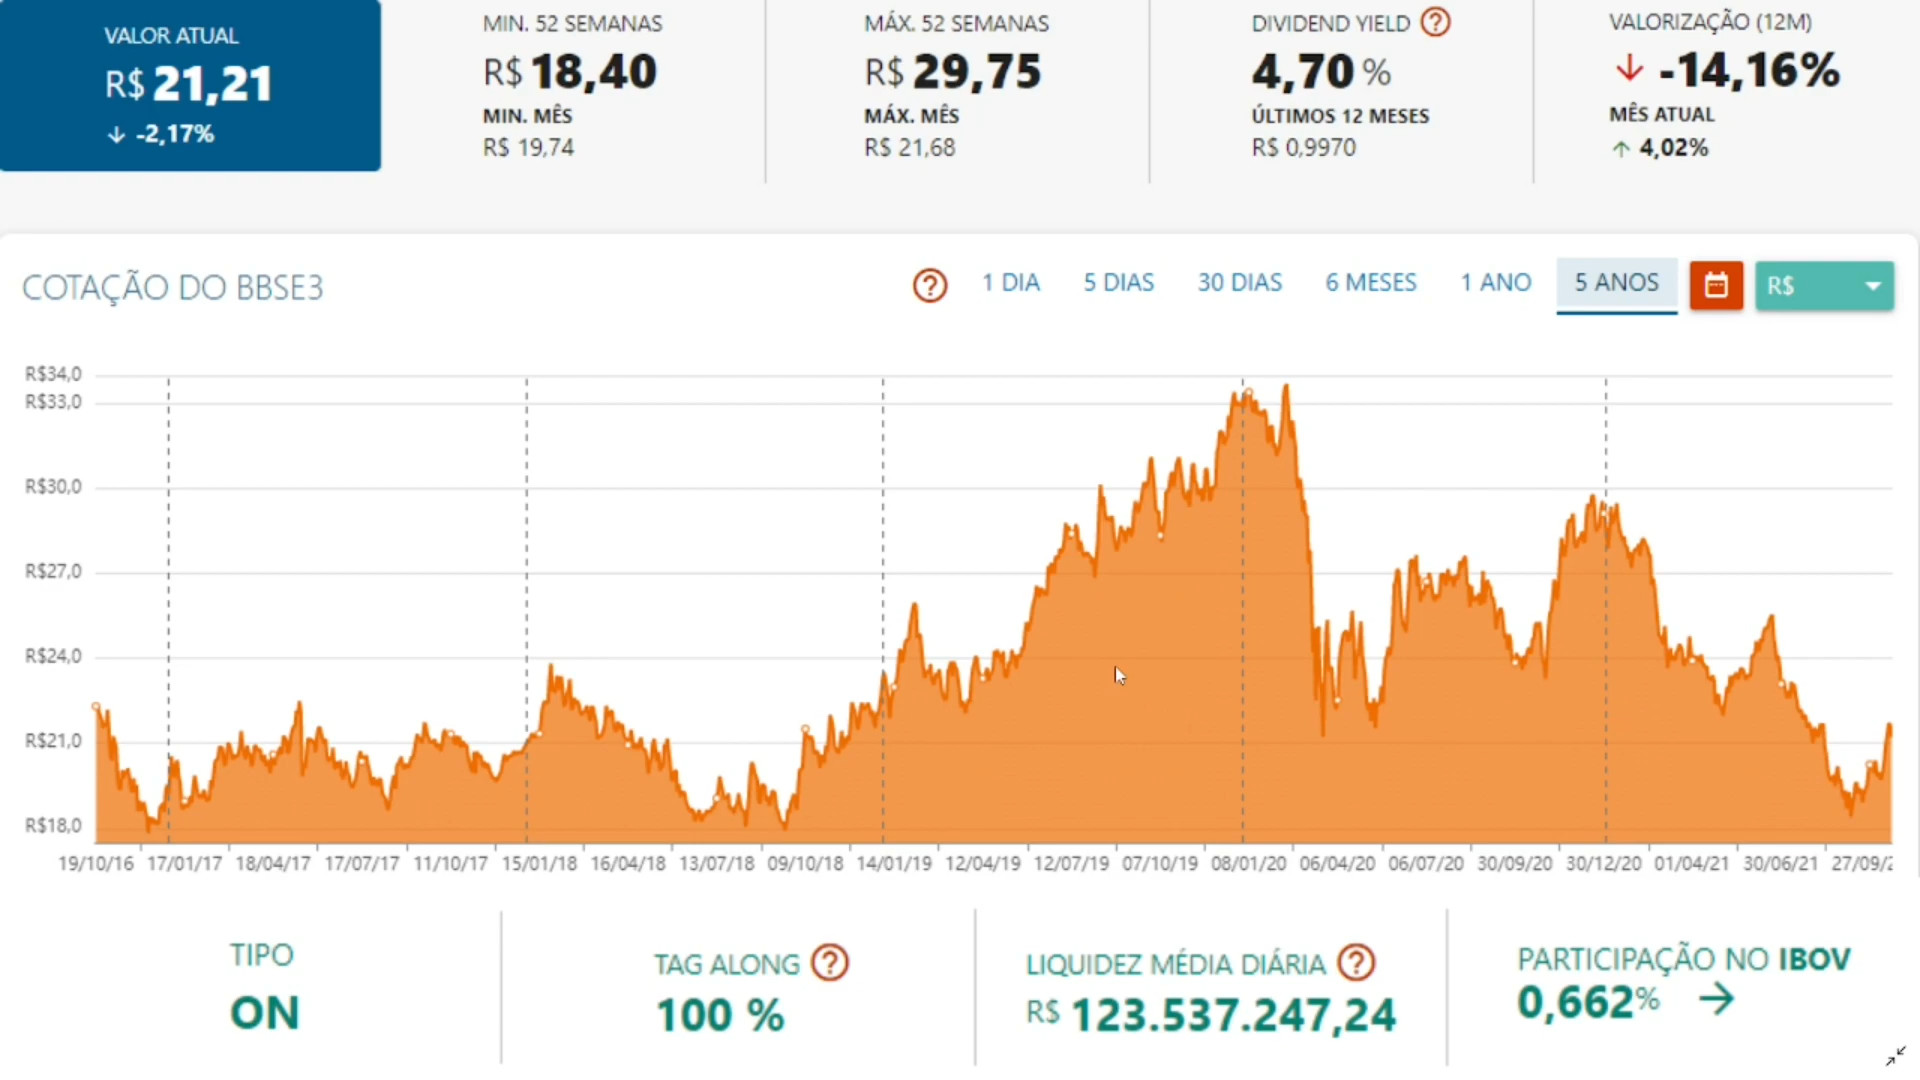 VALOR ATUAL
R$ 21,21
-2,17%
MIN. 52 SEMANAS
R$ 18,40
MIN. MÊS
R$ 19,74
MÁX. 52 SEMANAS
R$ 29,75
MÁX. MÊS
R$ 21,68
DIVIDEND YIELD ?
4,70 %
ÚLTIMOS 12 MESES
R$ 0,9970
VALORIZAÇÃO (12M)
-14,16%
MÊS ATUAL
4,02%
COTAÇÃO DO BBSE3
? 1 DIA 5 DIAS 30 DIAS 6 MESES 1 ANO 5 ANOS R$
R$34,0
R$33,0
R$30,0
R$27,0
R$24,0
R$21,0
R$18,0
19/10/16 17/01/17 18/04/17 17/07/17 11/10/17 15/01/18 16/04/18 13/07/18 09/10/18 14/01/19 12/04/19 12/07/19 07/10/19 08/01/20 06/04/20 06/07/20 30/09/20 30/12/20 01/04/21 30/06/21 27/09/
TIPO
ON
TAG ALONG ?
100 %
LIQUIDEZ MÉDIA DIÁRIA ?
R$ 123.537.247,24
PARTICIPAÇÃO NO IBOV
0,662% →